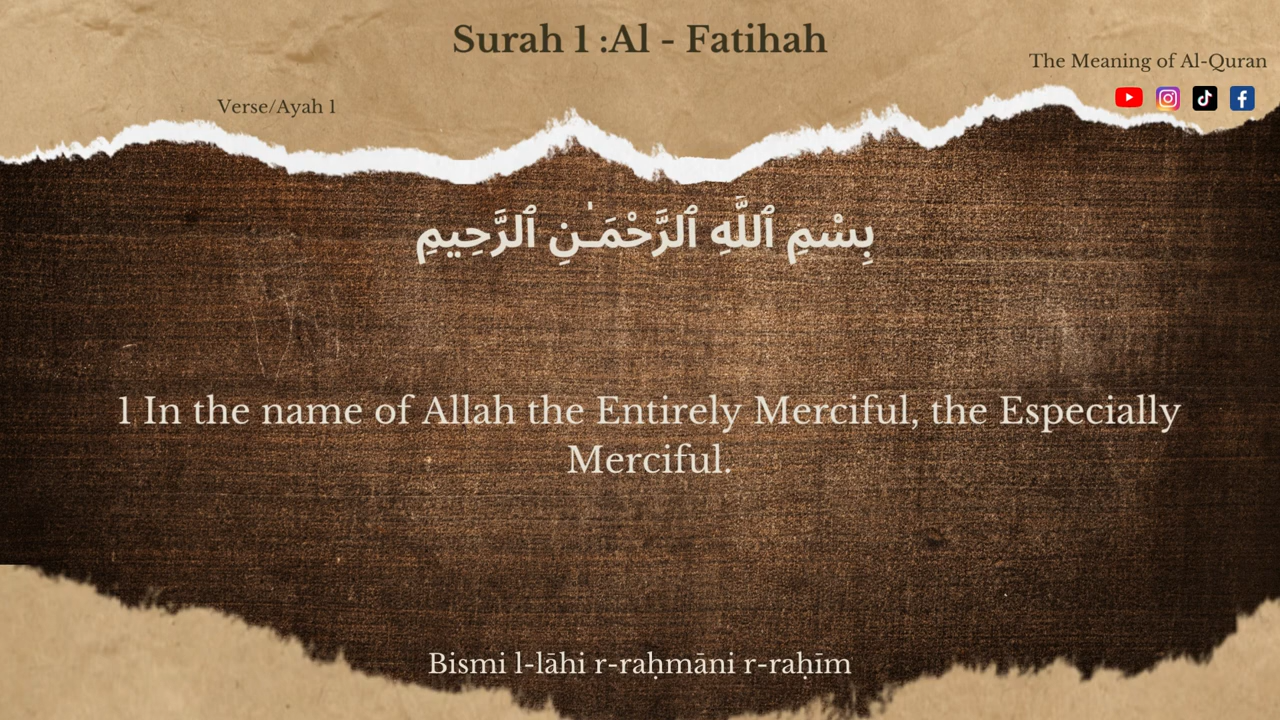 Surah 1 :Al - Fatihah
The Meaning of Al-Quran
Verse/Ayah 1
بِسْمِ ٱللَّهِ ٱلرَّحْمَـٰنِ ٱلرَّحِيمِ
1 In the name of Allah the Entirely Merciful, the Especially
Merciful.
Bismi l-lāhi r-raḥmāni r-raḥīm